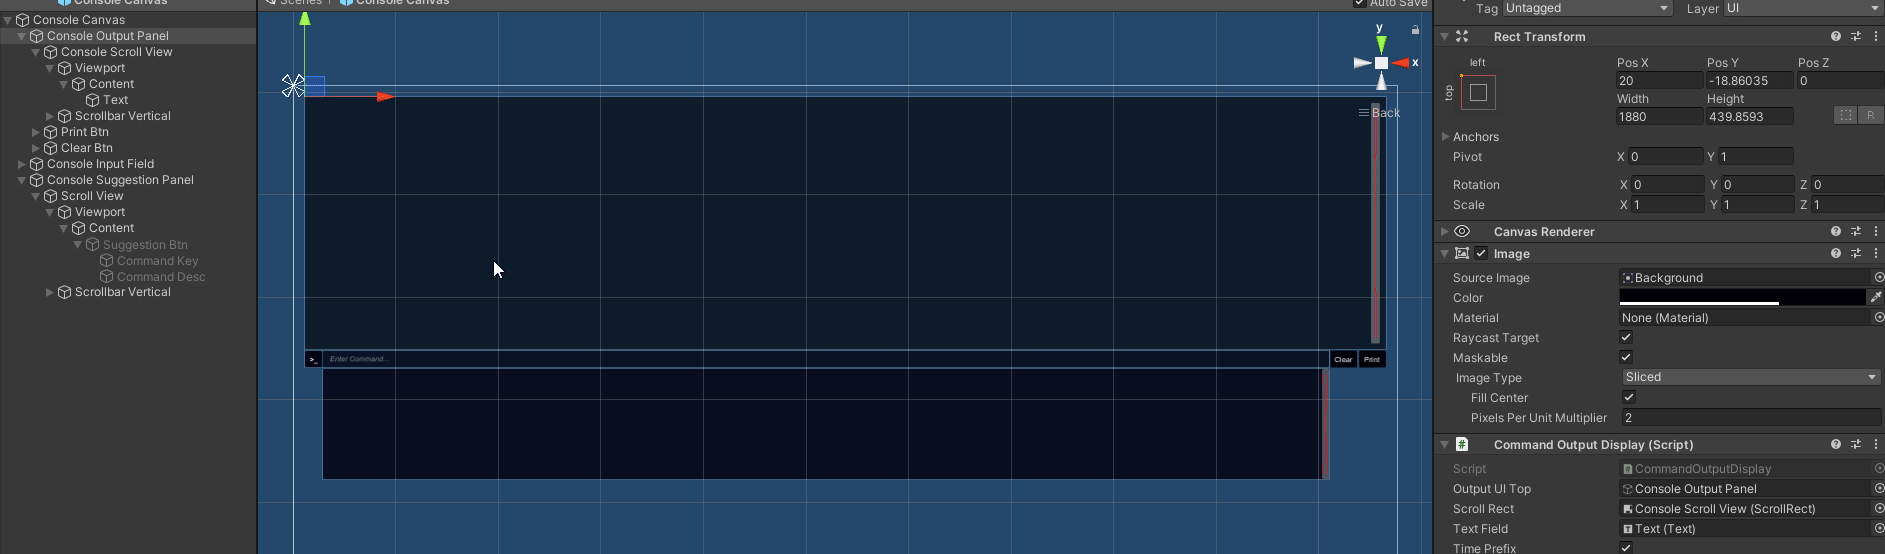 Console Canvas
Scenes
Console Canvas
Auto Save
Tag Untagged Layer UI
Console Canvas
Console Output Panel
Console Scroll View
Viewport
Content
Text
Scrollbar Vertical
Print Btn
Clear Btn
Console Input Field
Console Suggestion Panel
Scroll View
Viewport
Content
Suggestion Btn
Command Key
Command Desc
Scrollbar Vertical
y
x
Back
>_ Enter Command...
Clear Print
Rect Transform
left
top
Pos X Pos Y Pos Z
20 -18.86035 0
Width Height
1880 439.8593
R
Anchors
Pivot X 0 Y 1
Rotation X 0 Y 0 Z 0
Scale X 1 Y 1 Z 1
Canvas Renderer
Image
Source Image Background
Color
Material None (Material)
Raycast Target
Maskable
Image Type Sliced
Fill Center
Pixels Per Unit Multiplier 2
# Command Output Display (Script)
Script CommandOutputDisplay
Output UI Top Console Output Panel
Scroll Rect Console Scroll View (ScrollRect)
Text Field Text (Text)
Time Prefix